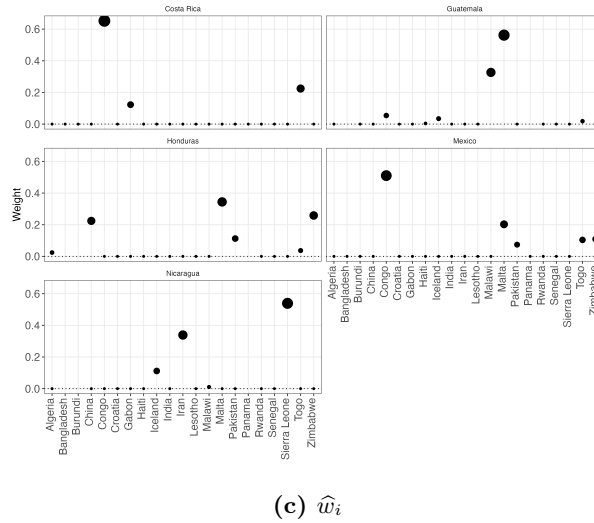 Costa Rica
Guatemala
0.6
0.4
0.2
0.0
Honduras
Mexico
0.6
0.4
0.2
0.0
Weight
Nicaragua
0.6
0.4
0.2
0.0
Algeria
Bangladesh
Burundi
China
Congo
Croatia
Gabon
Haiti
Iceland
India
Iran
Lesotho
Malawi
Malta
Pakistan
Panama
Rwanda
Senegal
Sierra Leone
Togo
Zimbabwe
Algeria
Bangladesh
Burundi
China
Congo
Croatia
Gabon
Haiti
Iceland
India
Iran
Lesotho
Malawi
Malta
Pakistan
Panama
Rwanda
Senegal
Sierra Leone
Togo
Zimbabwe
(c) ŵᵢ